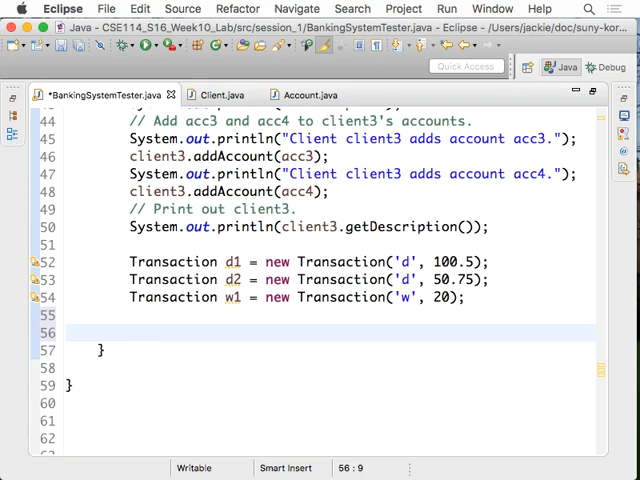 Eclipse File Edit Source Refactor Navigate Search Project Run Window Help
Java - CSE114_S16_Week10_Lab/src/session_1/BankingSystemTester.java - Eclipse - /Users/jackie/doc/suny-kor...
Quick Access Java Debug
*BankingSystemTester.java Client.java Account.java
44 // Add acc3 and acc4 to client3's accounts.
45 System.out.println("Client client3 adds account acc3.");
46 client3.addAccount(acc3);
47 System.out.println("Client client3 adds account acc4.");
48 client3.addAccount(acc4);
49 // Print out client3.
50 System.out.println(client3.getDescription());
51
52 Transaction d1 = new Transaction('d', 100.5);
53 Transaction d2 = new Transaction('d', 50.75);
54 Transaction w1 = new Transaction('w', 20);
55
56
57 }
58
59 }
60
61
62
Writable Smart Insert 56 : 9